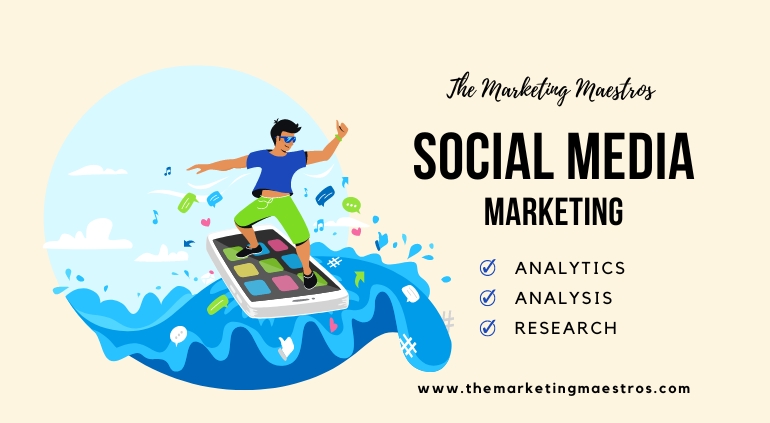 The Marketing Maestros
SOCIAL MEDIA
MARKETING
ANALYTICS
ANALYSIS
RESEARCH
www.themarketingmaestros.com